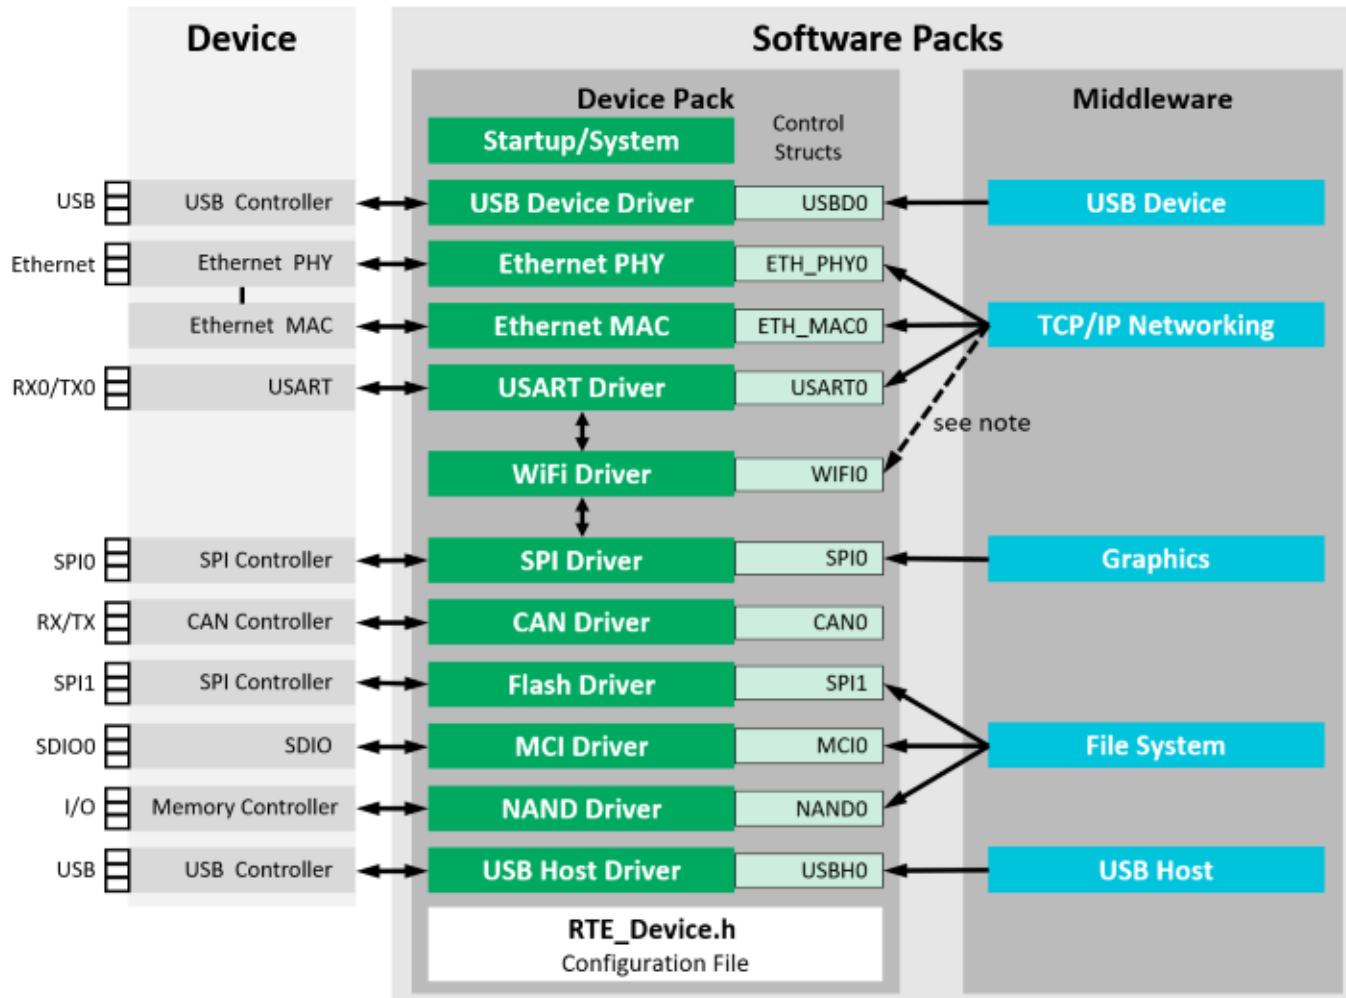 Device
Software Packs
Device Pack
Middleware
Control
Structs
Startup/System
USB
USB Controller
USB Device Driver
USBD0
USB Device
Ethernet
Ethernet PHY
Ethernet PHY
ETH_PHY0
Ethernet MAC
Ethernet MAC
ETH_MAC0
TCP/IP Networking
RX0/TX0
USART
USART Driver
USART0
see note
WiFi Driver
WIFI0
SPI0
SPI Controller
SPI Driver
SPI0
Graphics
RX/TX
CAN Controller
CAN Driver
CAN0
SPI1
SPI Controller
Flash Driver
SPI1
SDIO0
SDIO
MCI Driver
MCI0
File System
I/O
Memory Controller
NAND Driver
NAND0
USB
USB Controller
USB Host Driver
USBH0
USB Host
RTE_Device.h
Configuration File